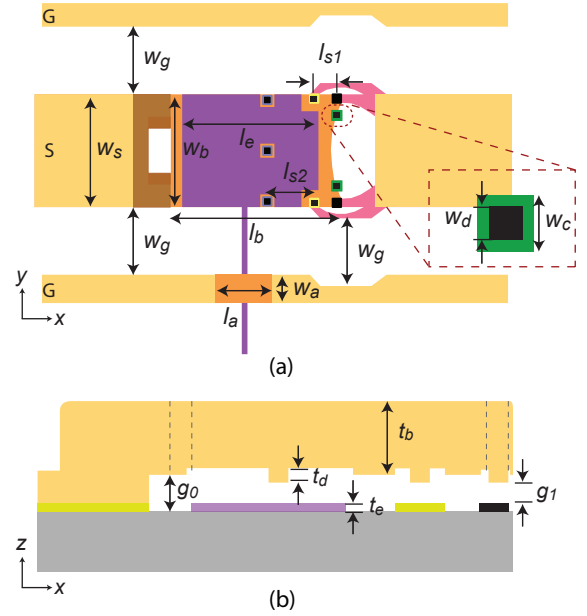 G
w_g
l_s1
S
w_s
w_b
l_e
l_s2
w_d
w_c
l_b
w_g
w_g
y
G
w_a
x
l_a
(a)
t_b
g_0
t_d
g_1
t_e
z
x
(b)